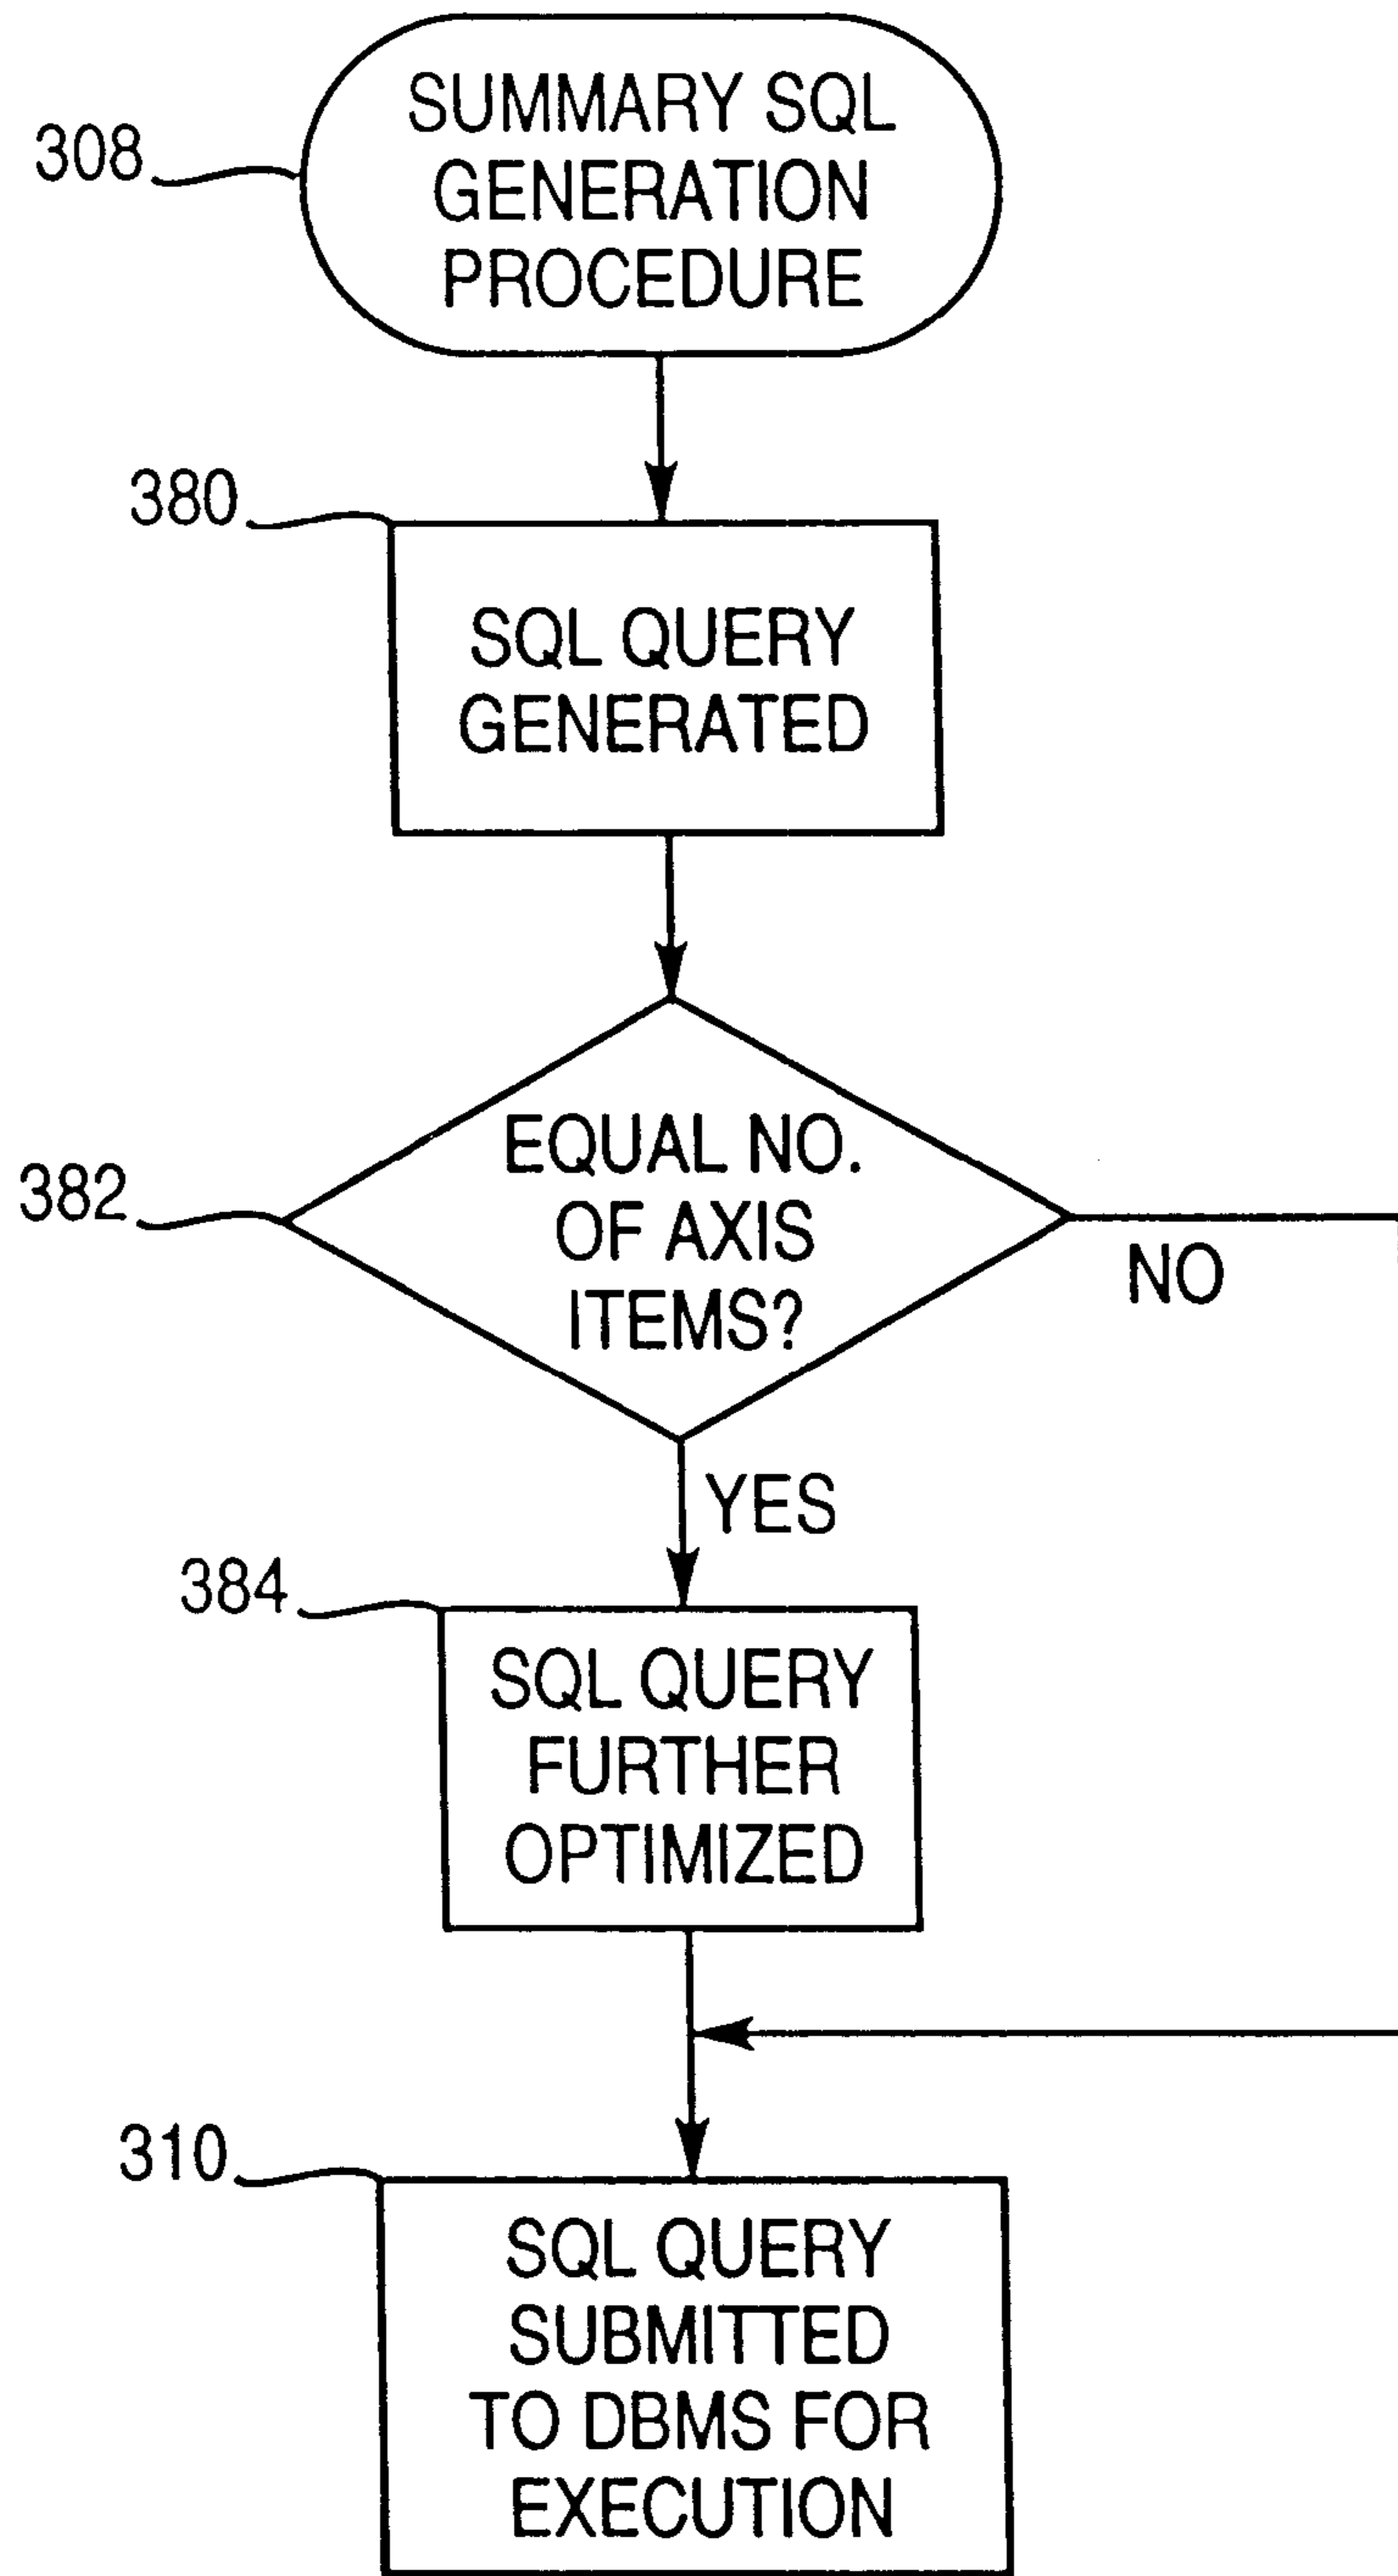 308
SUMMARY SQL
GENERATION
PROCEDURE
380
SQL QUERY
GENERATED
382
EQUAL NO.
OF AXIS
ITEMS?
NO
YES
384
SQL QUERY
FURTHER
OPTIMIZED
310
SQL QUERY
SUBMITTED
TO DBMS FOR
EXECUTION